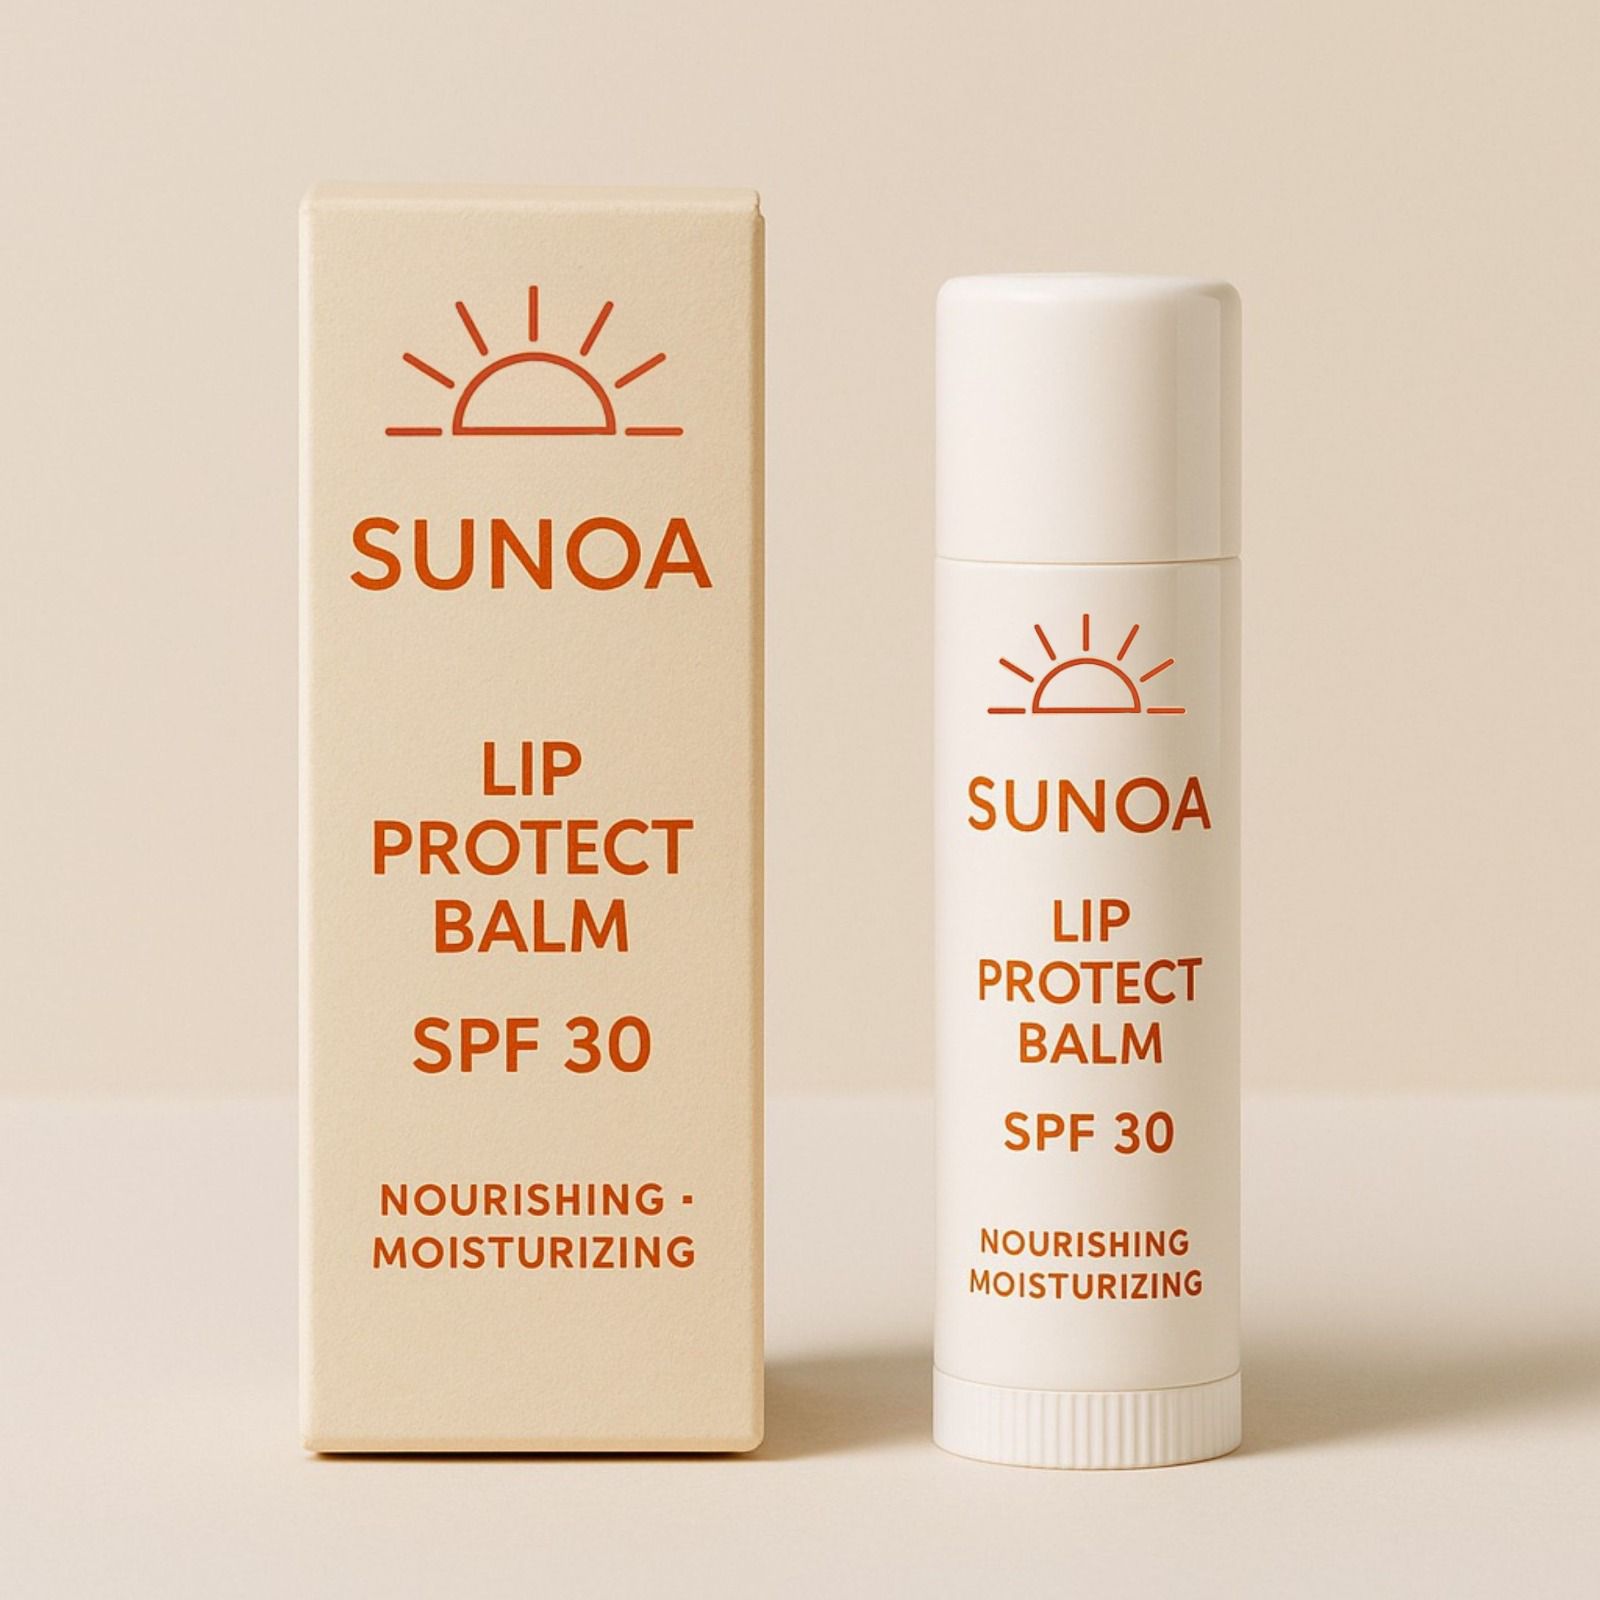 SUNOA
LIP
PROTECT
BALM
SPF 30
NOURISHING ·
MOISTURIZING
SUNOA
LIP
PROTECT
BALM
SPF 30
NOURISHING
MOISTURIZING